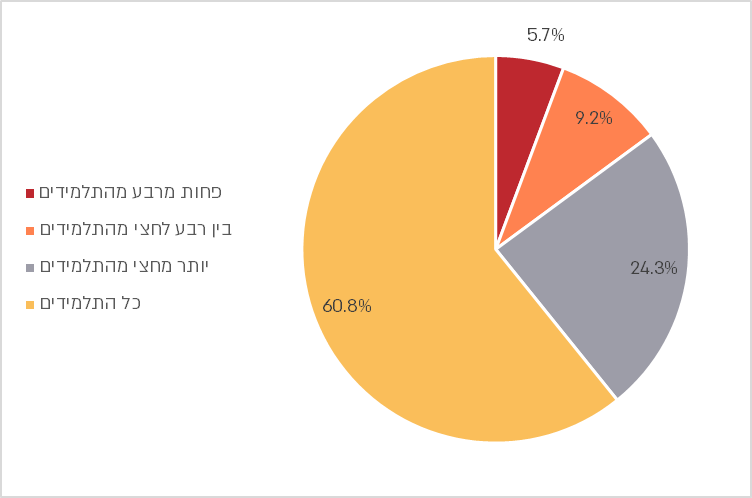 5.7%
9.2%
24.3%
60.8%
פחות מרבע מהתלמידים
בין רבע לחצי מהתלמידים
יותר מחצי מהתלמידים
כל התלמידים